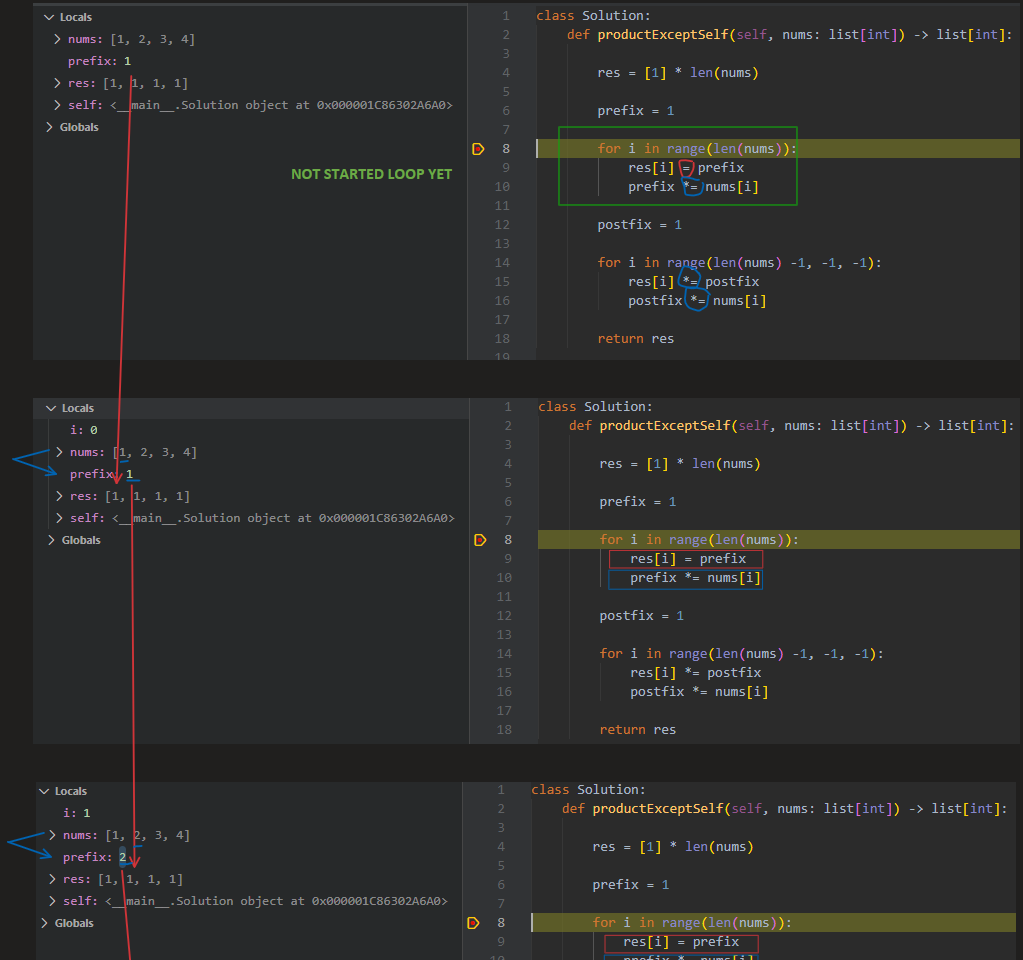 Locals
nums: [1, 2, 3, 4]
prefix: 1
res: [1, 1, 1, 1]
self: <__main__.Solution object at 0x000001C86302A6A0>
Globals
NOT STARTED LOOP YET
1 class Solution:
2 def productExceptSelf(self, nums: list[int]) -> list[int]:
3
4 res = [1] * len(nums)
5
6 prefix = 1
7
8 for i in range(len(nums)):
9 res[i] = prefix
10 prefix *= nums[i]
11
12 postfix = 1
13
14 for i in range(len(nums) -1, -1, -1):
15 res[i] *= postfix
16 postfix *= nums[i]
17
18 return res
19
Locals
i: 0
nums: [1, 2, 3, 4]
prefix: 1
res: [1, 1, 1, 1]
self: <__main__.Solution object at 0x000001C86302A6A0>
Globals
1 class Solution:
2 def productExceptSelf(self, nums: list[int]) -> list[int]:
3
4 res = [1] * len(nums)
5
6 prefix = 1
7
8 for i in range(len(nums)):
9 res[i] = prefix
10 prefix *= nums[i]
11
12 postfix = 1
13
14 for i in range(len(nums) -1, -1, -1):
15 res[i] *= postfix
16 postfix *= nums[i]
17
18 return res
Locals
i: 1
nums: [1, 2, 3, 4]
prefix: 2
res: [1, 1, 1, 1]
self: <__main__.Solution object at 0x000001C86302A6A0>
Globals
1 class Solution:
2 def productExceptSelf(self, nums: list[int]) -> list[int]:
3
4 res = [1] * len(nums)
5
6 prefix = 1
7
8 for i in range(len(nums)):
9 res[i] = prefix
10 prefix *= nums[i]